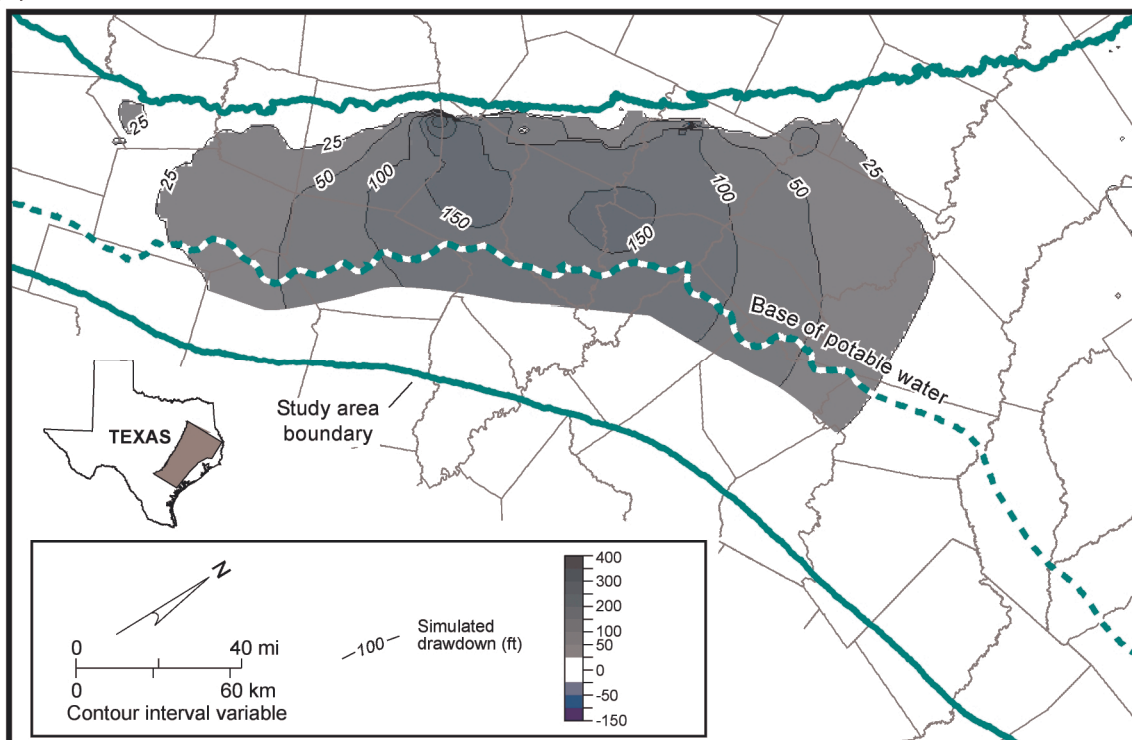 25
25
50
100
25
150
150
100
50
25
Base of potable water
Study area
boundary
TEXAS
N
0
40 mi
0
60 km
Contour interval variable
100
Simulated
drawdown (ft)
400
300
200
100
50
0
-50
-150